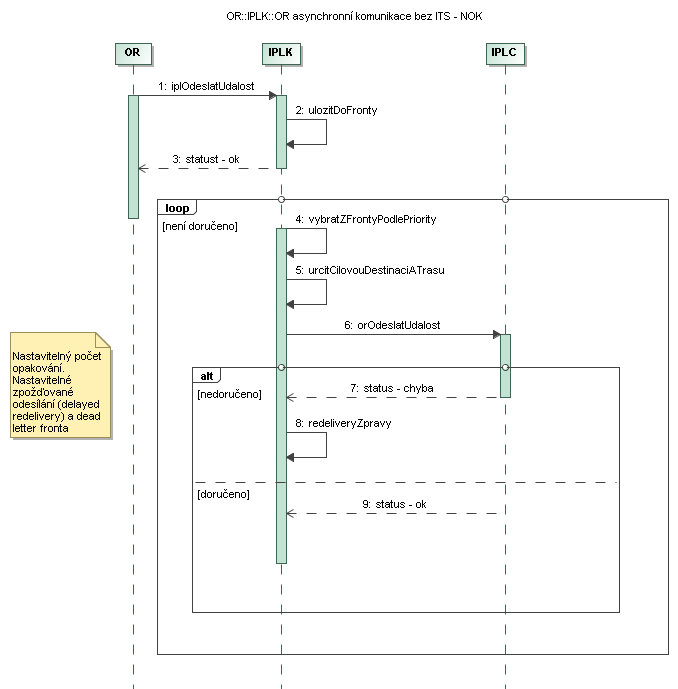 OR::IPLK::OR asynchronní komunikace bez ITS - NOK
OR
IPLK
IPLC
1: iplOdeslatUdalost
2: ulozitDoFronty
3: statust - ok
loop
[není doručeno]
4: vybratZFrontyPodlePriority
5: urcitCilovouDestinaciATrasu
6: orOdeslatUdalost
Nastavitelný počet
opakování.
Nastavitelné
zpožďované
odesílání (delayed
redelivery) a dead
letter fronta
alt
[nedoručeno]
7: status - chyba
8: redeliveryZpravy
[doručeno]
9: status - ok